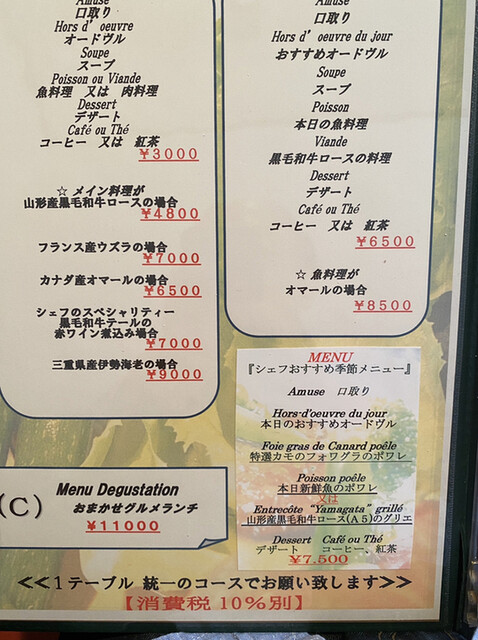 Amuse
口取り
Hors d' oeuvre
オードヴル
Soupe
スープ
Poisson ou Viande
魚料理 又は 肉料理
Dessert
デザート
Café ou Thé
コーヒー 又は 紅茶
¥3000
☆ メイン料理が
山形産黒毛和牛ロースの場合
¥4800
フランス産ウズラの場合
¥7000
カナダ産オマールの場合
¥6500
シェフのスペシャリティー
黒毛和牛テールの
赤ワイン煮込み場合
¥7000
三重県産伊勢海老の場合
¥9000
Amuse
口取り
Hors d' oeuvre du jour
おすすめオードヴル
Soupe
スープ
Poisson
本日の魚料理
Viande
黒毛和牛ロースの料理
Dessert
デザート
Café ou Thé
コーヒー 又は 紅茶
¥6500
☆ 魚料理が
オマールの場合
¥8500
MENU
『シェフおすすめ季節メニュー』
Amuse 口取り
Hors-d'oeuvre du jour
本日のおすすめオードヴル
Foie gras de Canard poêle
特選カモのフォワグラのポワレ
Poisson poêle
本日新鮮魚のポワレ
又は
Entrecôte "Yamagata" grillé
山形産黒毛和牛ロース(A5)のグリエ
Dessert Café ou Thé
デザート コーヒー、紅茶
¥7.500
(C) Menu Degustation
おまかせグルメランチ
¥11000
<<1テーブル 統一のコースでお願い致します>>
【消費税 10%別】